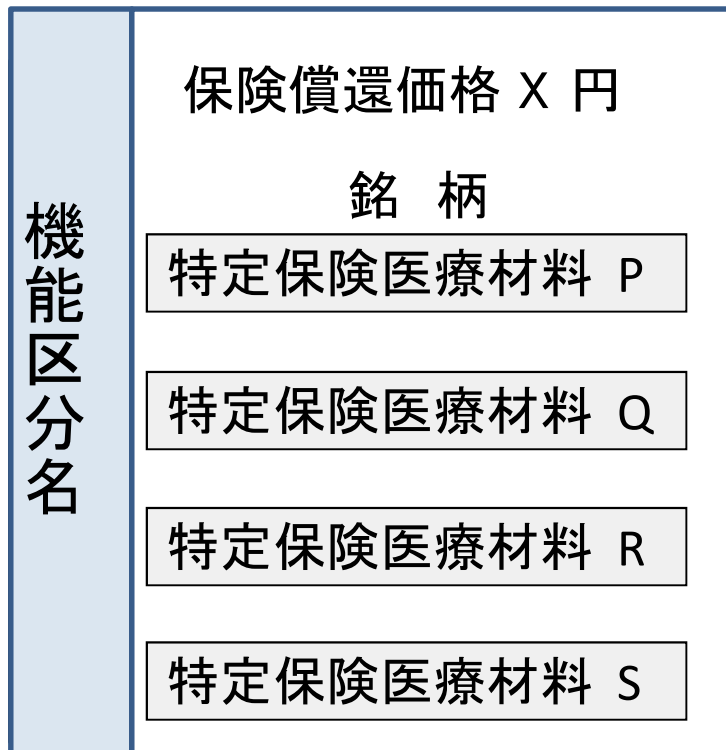 機能区分名
保険償還価格 X 円
銘 柄
特定保険医療材料 P
特定保険医療材料 Q
特定保険医療材料 R
特定保険医療材料 S